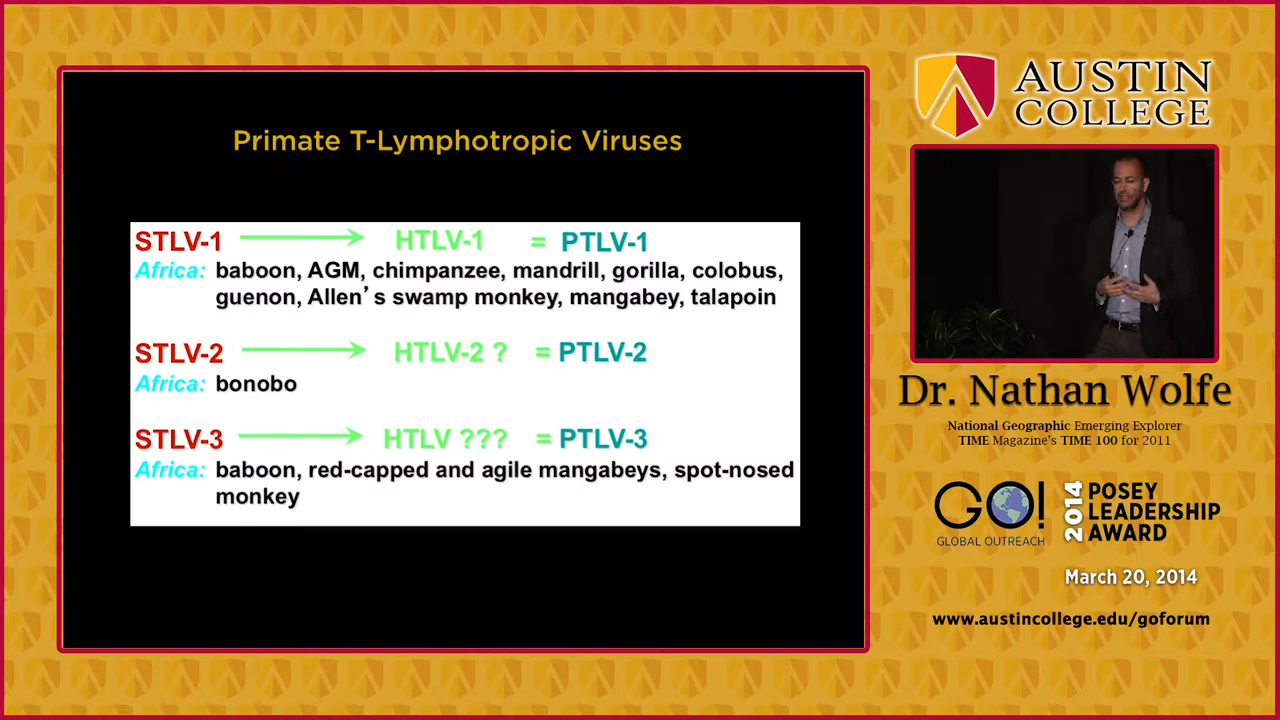 Primate T-Lymphotropic Viruses
STLV-1 HTLV-1 = PTLV-1
Africa: baboon, AGM, chimpanzee, mandrill, gorilla, colobus,
guenon, Allen's swamp monkey, mangabey, talapoin
STLV-2 HTLV-2 ? = PTLV-2
Africa: bonobo
STLV-3 HTLV ??? = PTLV-3
Africa: baboon, red-capped and agile mangabeys, spot-nosed
monkey
AUSTIN
COLLEGE
Dr. Nathan Wolfe
National Geographic Emerging Explorer
TIME Magazine's TIME 100 for 2011
GO!
GLOBAL OUTREACH
2014
POSEY
LEADERSHIP
AWARD
March 20, 2014
www.austincollege.edu/goforum